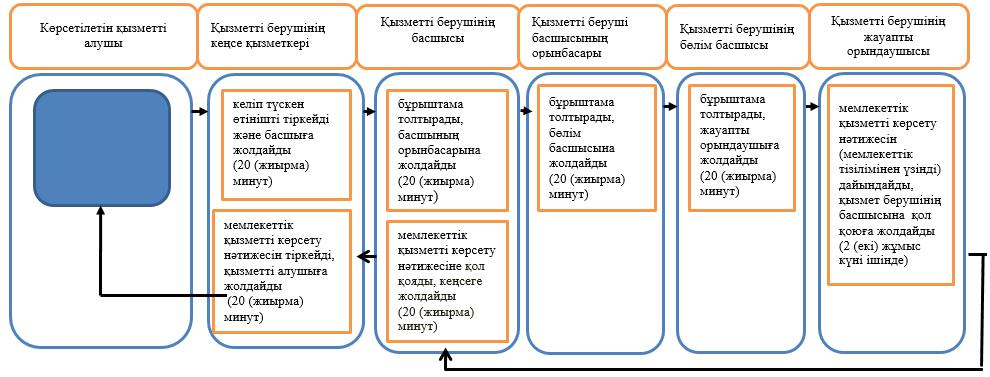 Көрсетілетін қызметті
алушы
Қызметті берушінің
кеңсе қызметкері
Қызметті берушінің
басшысы
Қызметті беруші
басшысының
орынбасары
Қызметті берушінің
бөлім басшысы
Қызметті берушінің
жауапты
орындаушысы
келіп түскен
өтінішті тіркейді
және басшыға
жолдайды
(20 (жиырма)
минут)
бұрыштама
толтырады,
басшының
орынбасарына
жолдайды
(20 (жиырма)
минут)
бұрыштама
толтырады,
бөлім
басшысына
жолдайды
(20 (жиырма)
минут)
бұрыштама
толтырады,
жауапты
орындаушыға
жолдайды
(20 (жиырма)
минут)
мемлекеттік
қызметті көрсету
нәтижесін
(мемлекеттік
тізілімінен үзінді)
дайындайды,
қызмет берушінің
басшысына қол
қоюға жолдайды
(2 (екі) жұмыс
күні ішінде)
мемлекеттік
қызметті көрсету
нәтижесін тіркейді,
қызметті алушыға
жолдайды
(20 (жиырма)
минут)
мемлекеттік
қызметті көрсету
нәтижесіне қол
қояды, кеңсеге
жолдайды
(20 (жиырма)
минут)